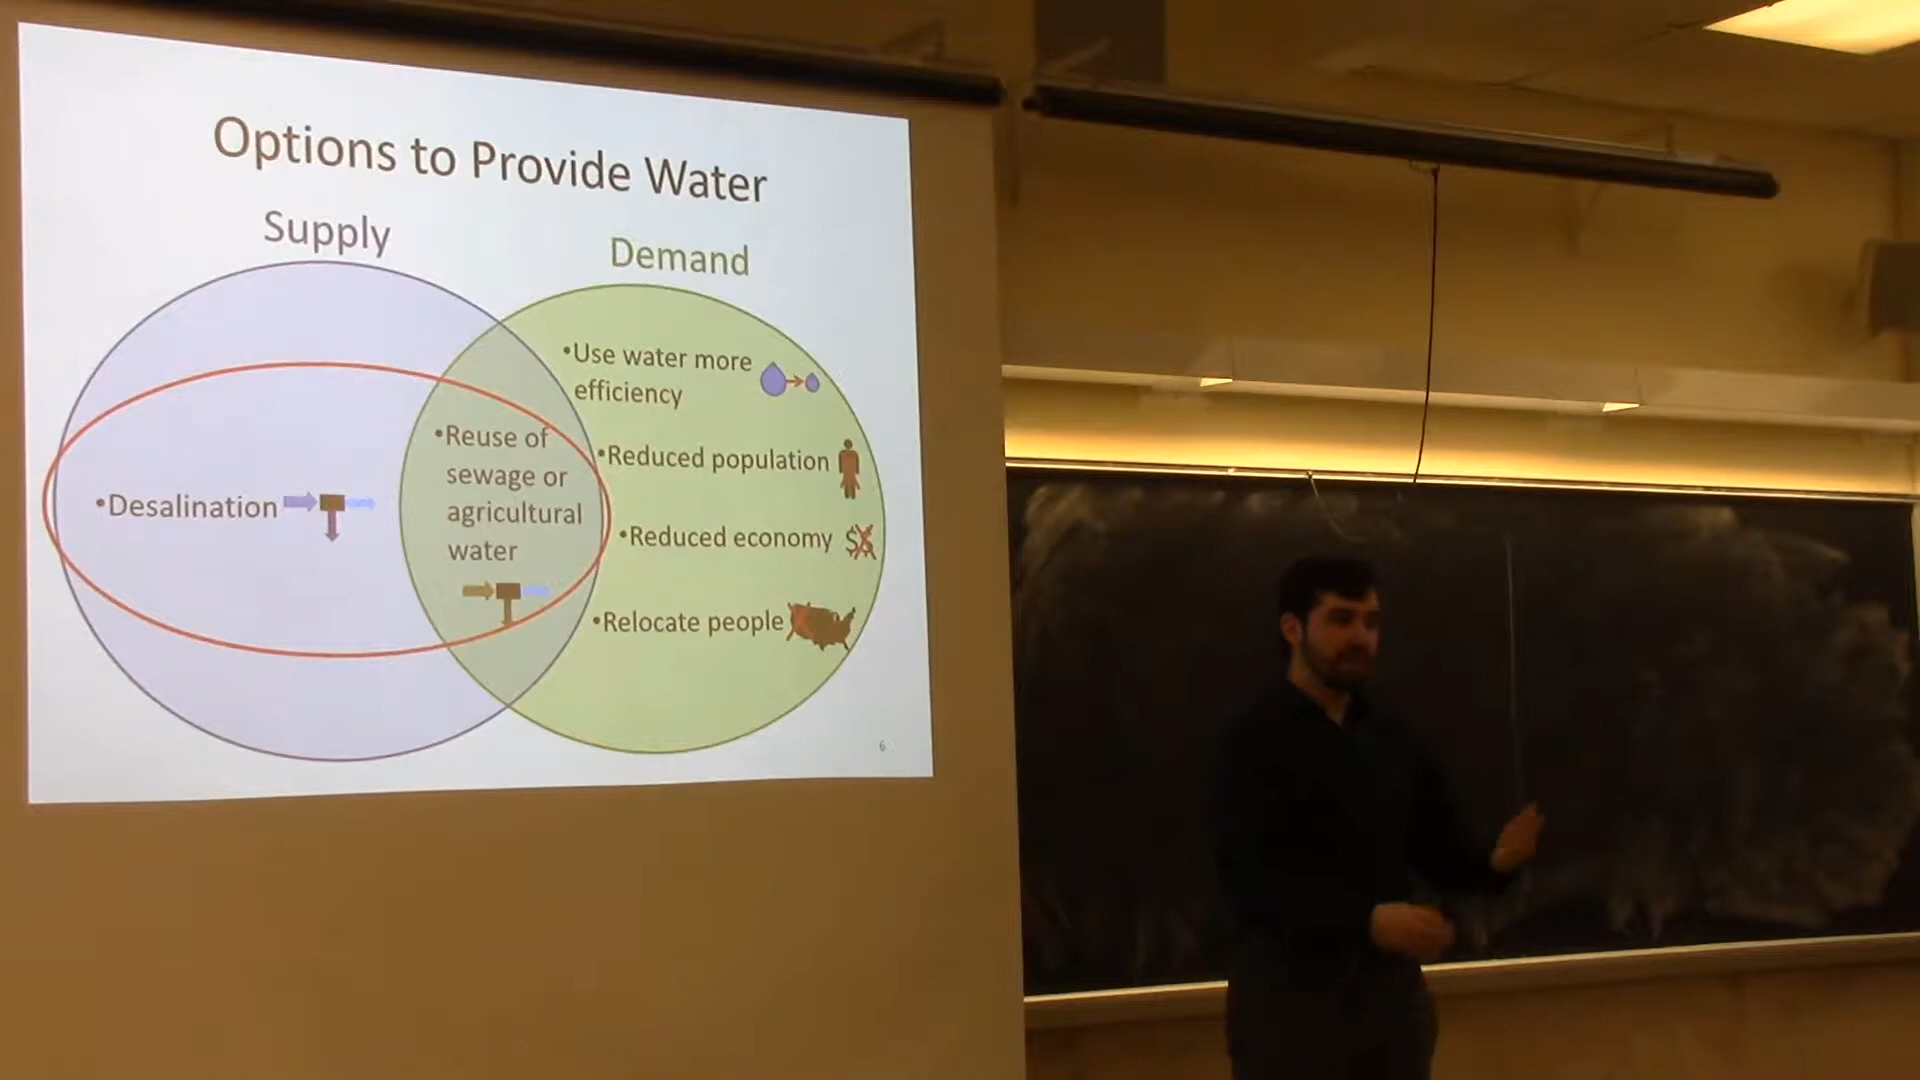 Options to Provide Water
Supply
Demand
•Use water more
efficiency
•Reduced population
•Reuse of
sewage or
agricultural
water
•Desalination
•Reduced economy
$$
•Relocate people
6